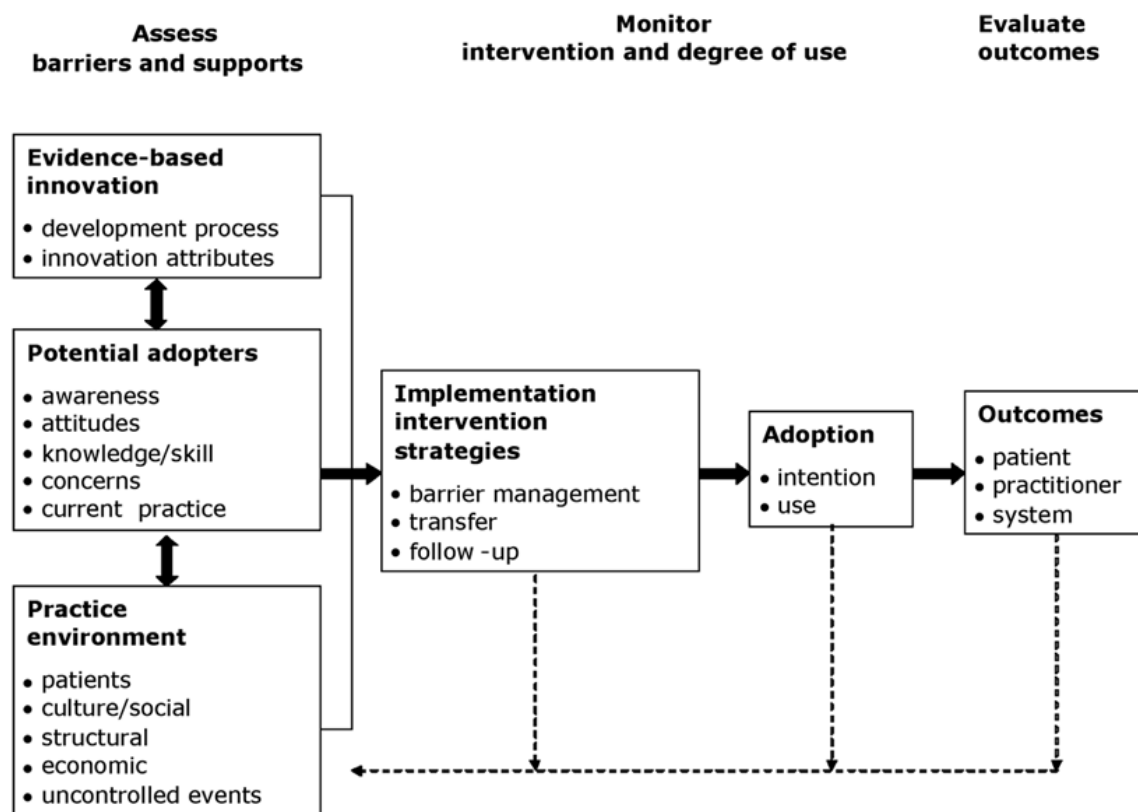 Assess
barriers and supports
Monitor
intervention and degree of use
Evaluate
outcomes
Evidence-based
innovation
• development process
• innovation attributes
Potential adopters
• awareness
• attitudes
• knowledge/skill
• concerns
• current practice
Practice
environment
• patients
• culture/social
• structural
• economic
• uncontrolled events
Implementation
intervention
strategies
• barrier management
• transfer
• follow -up
Adoption
• intention
• use
Outcomes
• patient
• practitioner
• system